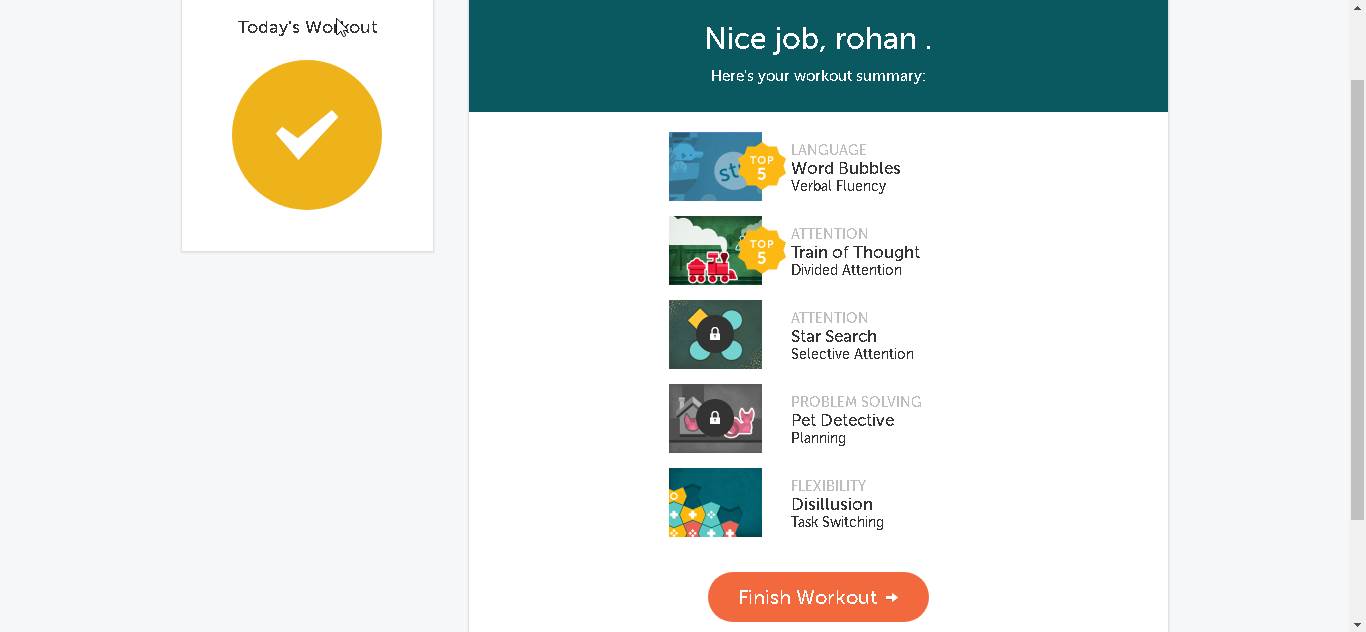 Today's Workout
Nice job, rohan .
Here's your workout summary:
st
TOP
5
LANGUAGE
Word Bubbles
Verbal Fluency
TOP
5
ATTENTION
Train of Thought
Divided Attention
ATTENTION
Star Search
Selective Attention
PROBLEM SOLVING
Pet Detective
Planning
FLEXIBILITY
Disillusion
Task Switching
Finish Workout